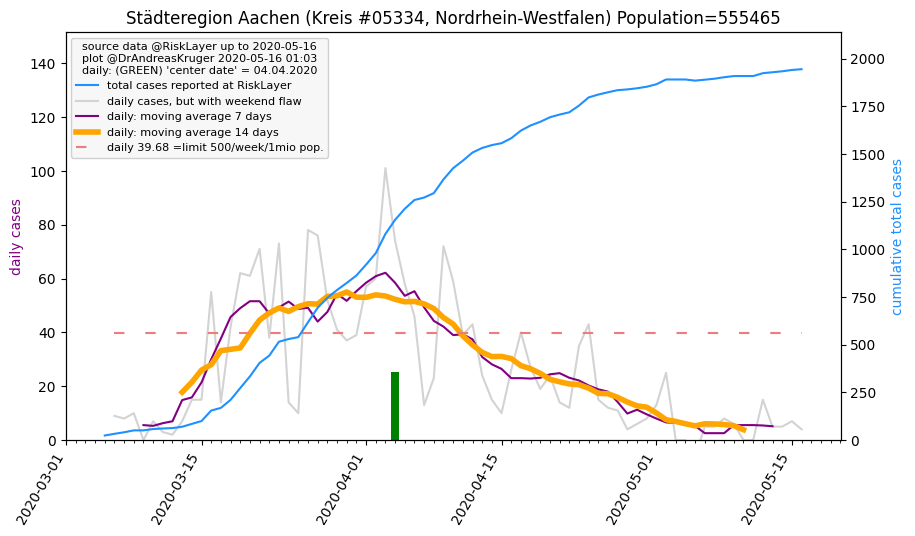 Städteregion Aachen (Kreis #05334, Nordrhein-Westfalen) Population=555465
source data @RiskLayer up to 2020-05-16
plot @DrAndreasKruger 2020-05-16 01:03
daily: (GREEN) 'center date' = 04.04.2020
total cases reported at RiskLayer
daily cases, but with weekend flaw
daily: moving average 7 days
daily: moving average 14 days
daily 39.68 =limit 500/week/1mio pop.
daily cases
140
120
100
80
60
40
20
0
2000
1750
1500
1250
1000
750
500
250
0
cumulative total cases
2020-03-01
2020-03-15
2020-04-01
2020-04-15
2020-05-01
2020-05-15